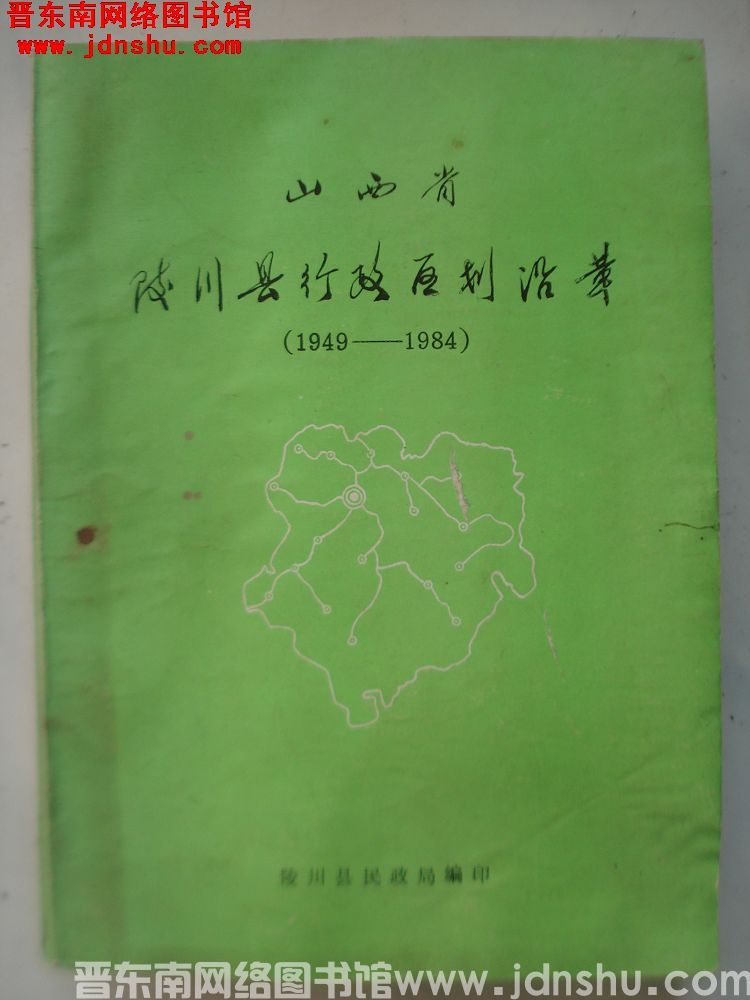 晋东南网络图书馆
www.jdnshu.com
山西省
陵川县行政区划沿革
(1949——1984)
陵川县民政局编印
晋东南网络图书馆www.jdnshu.com